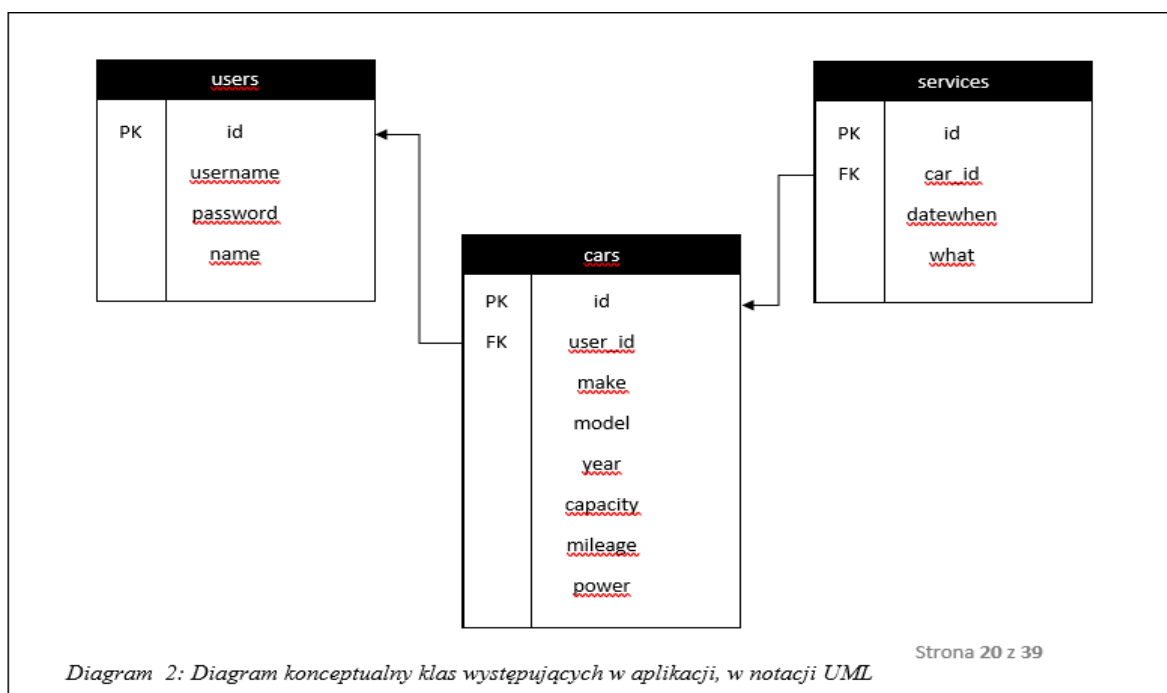 users
PK id
username
password
name
services
PK id
FK car_id
datewhen
what
cars
PK id
FK user_id
make
model
year
capacity
mileage
power
Strona 20 z 39
Diagram 2: Diagram konceptualny klas występujących w aplikacji, w notacji UML